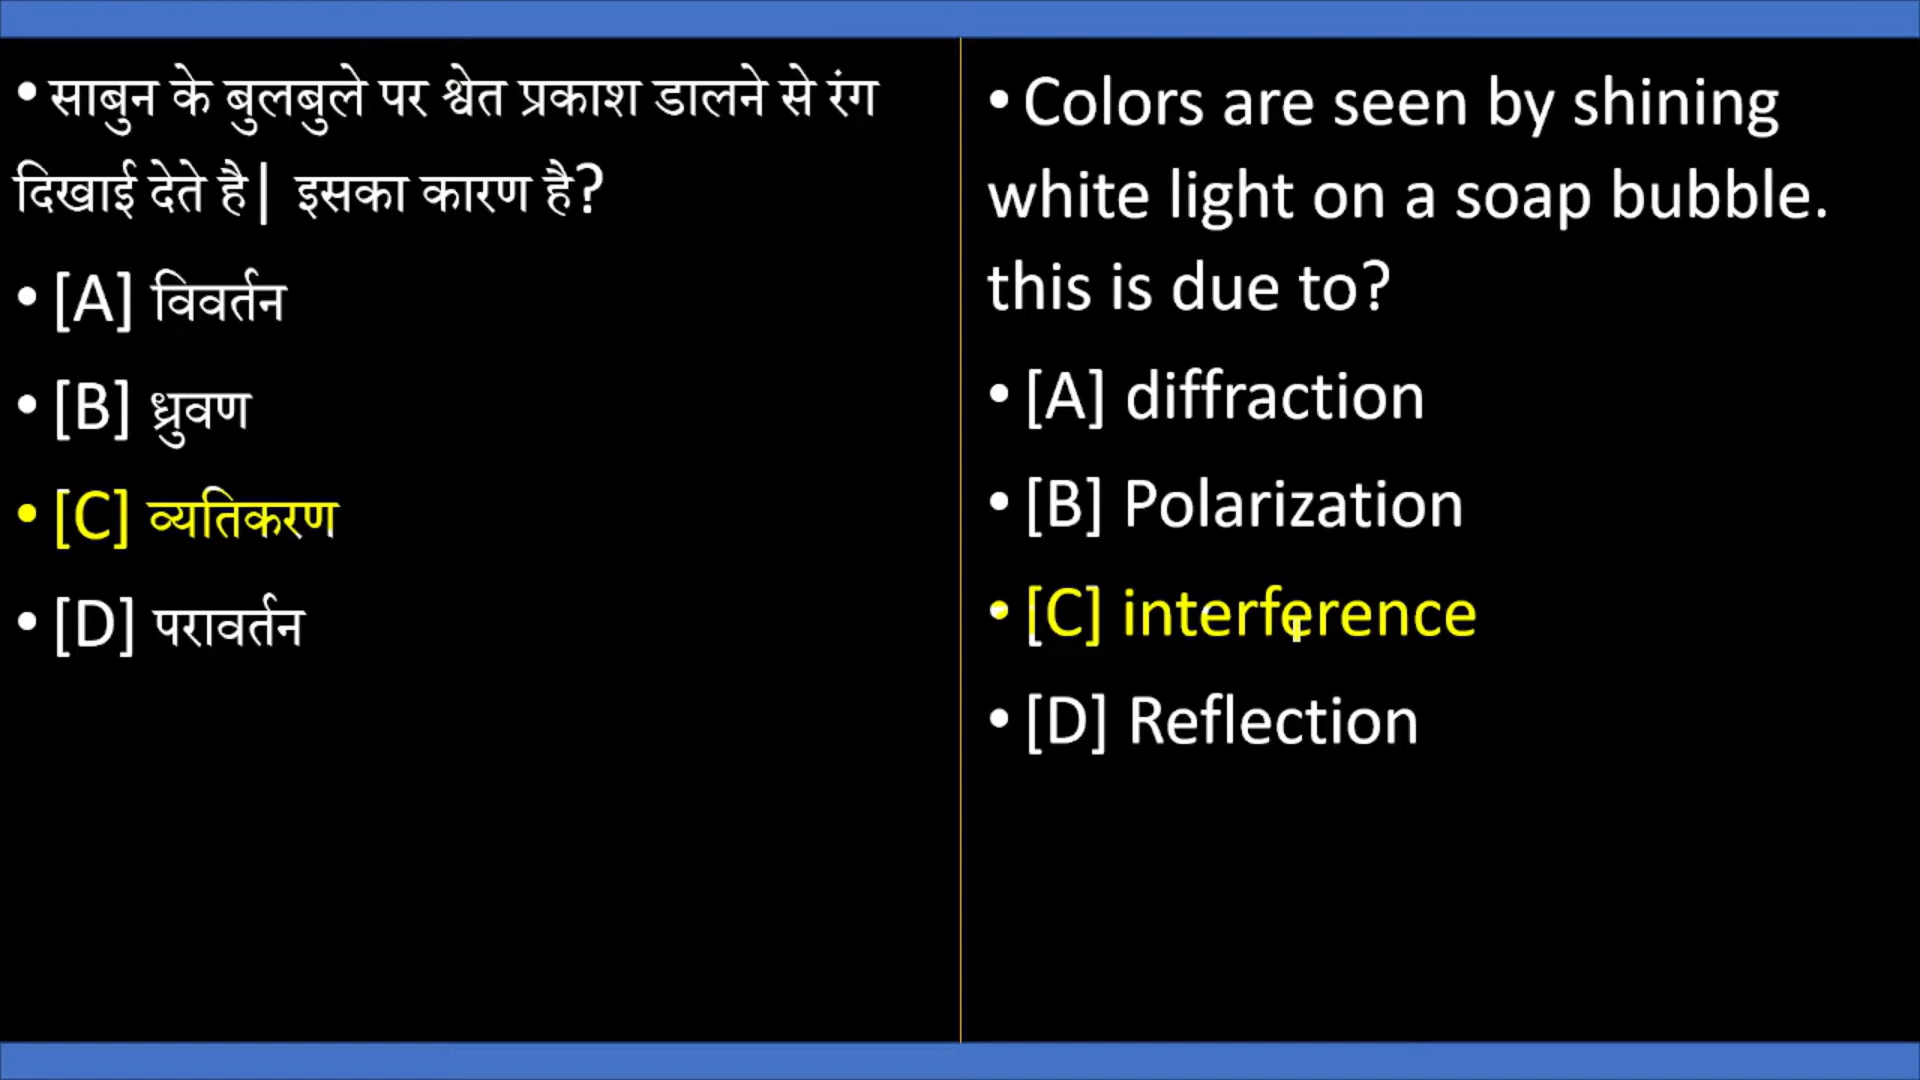 • साबुन के बुलबुले पर श्वेत प्रकाश डालने से रंग
दिखाई देते है| इसका कारण है?
• [A] विवर्तन
• [B] ध्रुवण
• [C] व्यतिकरण
• [D] परावर्तन
• Colors are seen by shining
white light on a soap bubble.
this is due to?
• [A] diffraction
• [B] Polarization
• [C] interference
• [D] Reflection